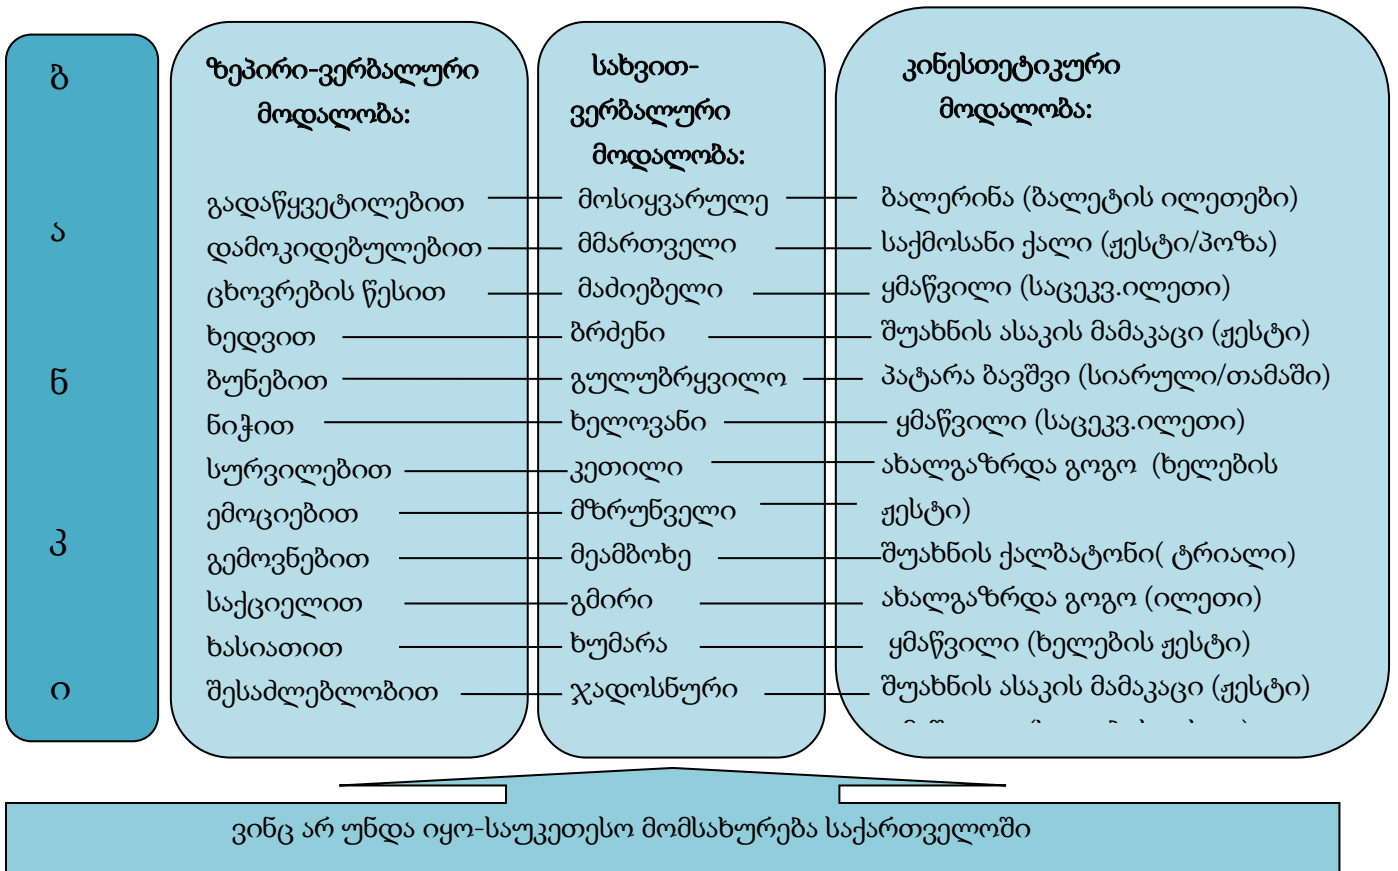 ბ
ა
ნ
კ
ი
ზეპირი-ვერბალური
მოდალობა:
გადაწყვეტილებით
დამოკიდებულებით
ცხოვრების წესით
ხედვით
ბუნებით
ნიჭით
სურვილებით
ემოციებით
გემოვნებით
საქციელით
ხასიათით
შესაძლებლობით
სახვით-
ვერბალური
მოდალობა:
მოსიყვარულე
მმართველი
მაძიებელი
ბრძენი
გულუბრყვილო
ხელოვანი
კეთილი
მზრუნველი
მეამბოხე
გმირი
ხუმარა
ჯადოსნური
კინესთეტიკური
მოდალობა:
ბალერინა (ბალეტის ილეთები)
საქმოსანი ქალი (ჟესტი/პოზა)
ყმაწვილი (საცეკვ.ილეთი)
შუახნის ასაკის მამაკაცი (ჟესტი)
პატარა ბავშვი (სიარული/თამაში)
ყმაწვილი (საცეკვ.ილეთი)
ახალგაზრდა გოგო (ხელების
ჟესტი)
შუახნის ქალბატონი( ტრიალი)
ახალგაზრდა გოგო (ილეთი)
ყმაწვილი (ხელების ჟესტი)
შუახნის ასაკის მამაკაცი (ჟესტი)
ვინც არ უნდა იყო-საუკეთესო მომსახურება საქართველოში